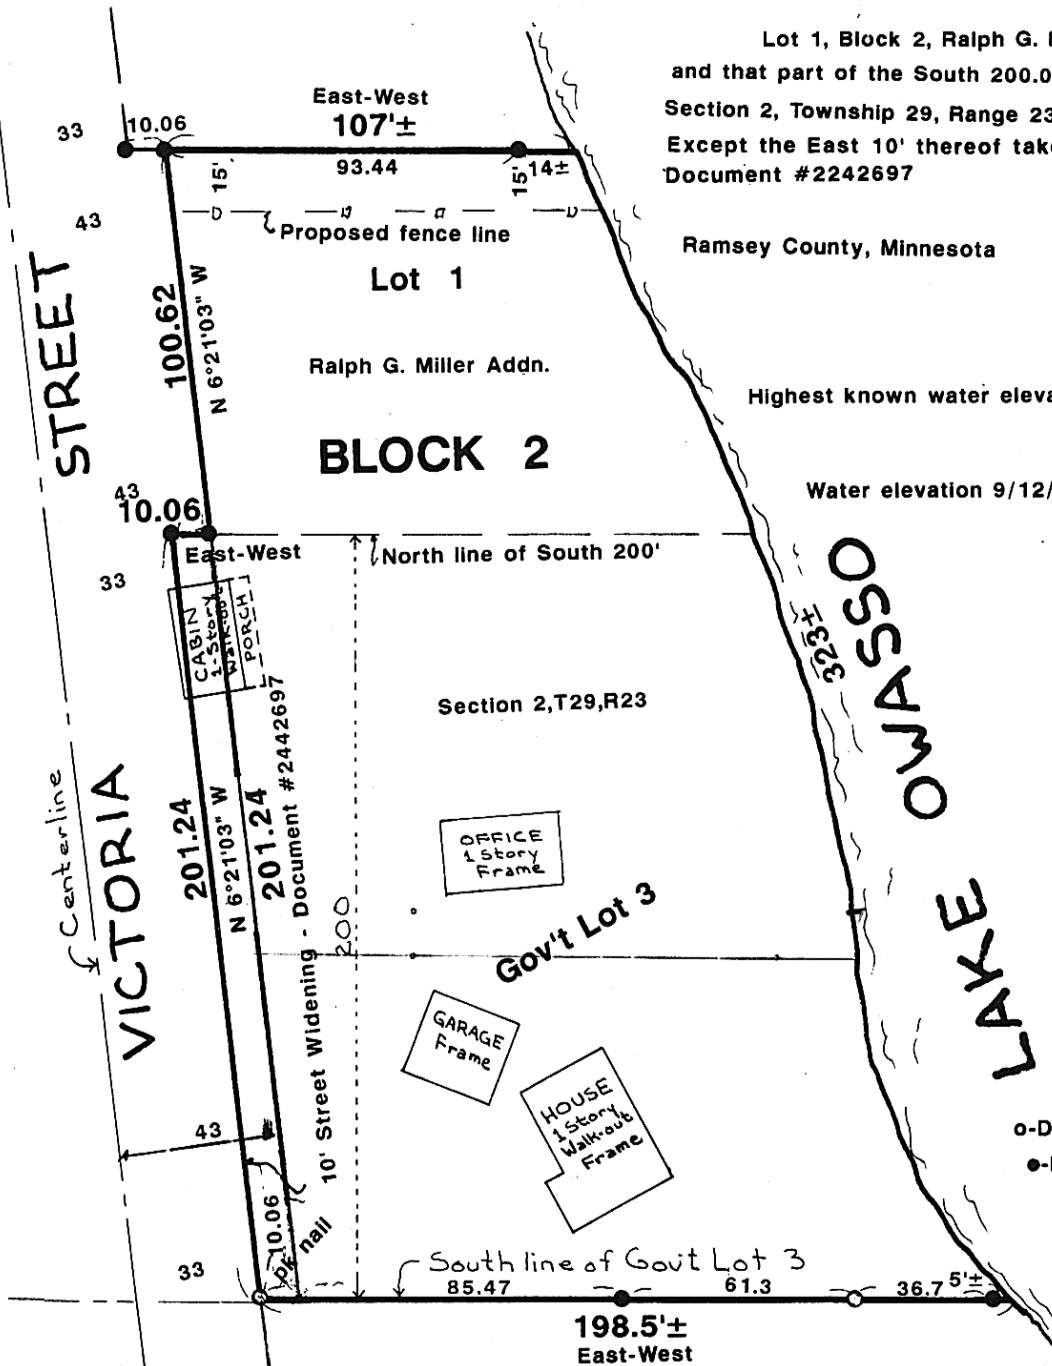 Lot 1, Block 2, Ralph G.
and that part of the South 200.0
Section 2, Township 29, Range 23
Except the East 10' thereof take
Document #2242697
Ramsey County, Minnesota
Highest known water eleva
Water elevation 9/12/
East-West
107'±
33
10.06
93.44
14±
15'
15'
43
Proposed fence line
Lot 1
STREET
100.62
N 6°21'03" W
Ralph G. Miller Addn.
BLOCK 2
43
10.06
East-West
North line of South 200'
33
CABIN
1-Story
Walk-out
PORCH
323±
LAKE OWASSO
Section 2,T29,R23
Centerline
VICTORIA
201.24
N 6°21'03" W
201.24
10' Street Widening - Document #2442697
200
OFFICE
1 Story
Frame
Gov't Lot 3
GARAGE
Frame
HOUSE
1 Story
Walk-out
Frame
43
10.06
PK nail
33
South line of Gov't Lot 3
85.47
61.3
36.7
5'±
198.5'±
East-West
o-D
●-